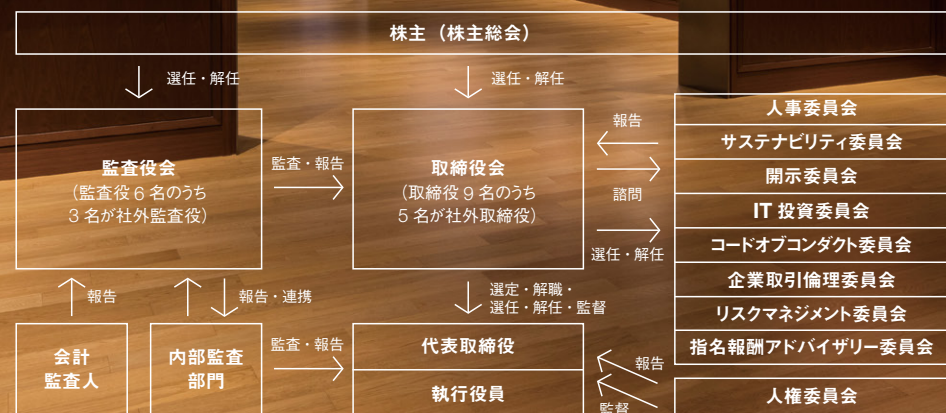 株主（株主総会）
選任・解任
選任・解任
監査役会
（監査役６名のうち
３名が社外監査役）
監査・報告
取締役会
（取締役９名のうち
５名が社外取締役）
報告
諮問
選任・解任
人事委員会
サステナビリティ委員会
開示委員会
IT 投資委員会
コードオブコンダクト委員会
企業取引倫理委員会
リスクマネジメント委員会
指名報酬アドバイザリー委員会
報告
報告・連携
選定・解職・
選任・解任・監督
会計
監査人
内部監査
部門
監査・報告
代表取締役
執行役員
報告
監督
人権委員会